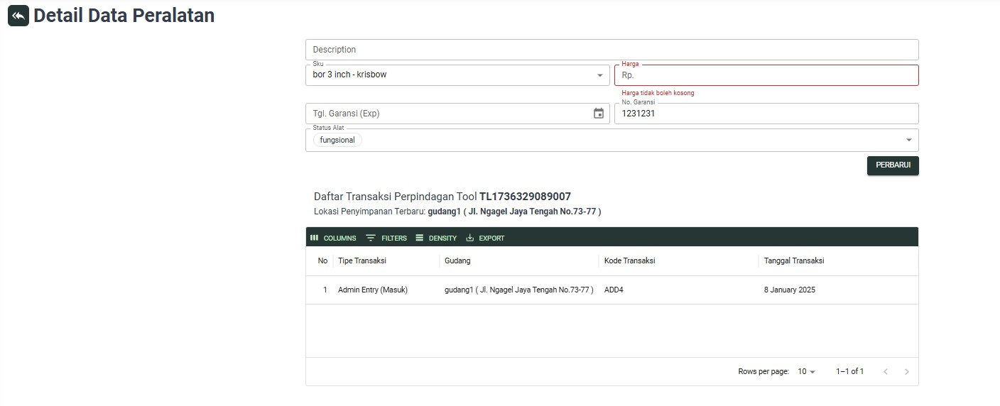 Detail Data Peralatan
Description
Sku
bor 3 inch - krisbow
Harga
Rp.
Harga tidak boleh kosong
Tgl. Garansi (Exp)
No. Garansi
1231231
Status Alat
fungsional
PERBARUI
Daftar Transaksi Perpindagan Tool TL1736329089007
Lokasi Penyimpanan Terbaru: gudang1 ( Jl. Ngagel Jaya Tengah No.73-77 )
COLUMNS FILTERS DENSITY EXPORT
No Tipe Transaksi Gudang Kode Transaksi Tanggal Transaksi
1 Admin Entry (Masuk) gudang1 ( Jl. Ngagel Jaya Tengah No.73-77 ) ADD4 8 January 2025
Rows per page: 10 1–1 of 1